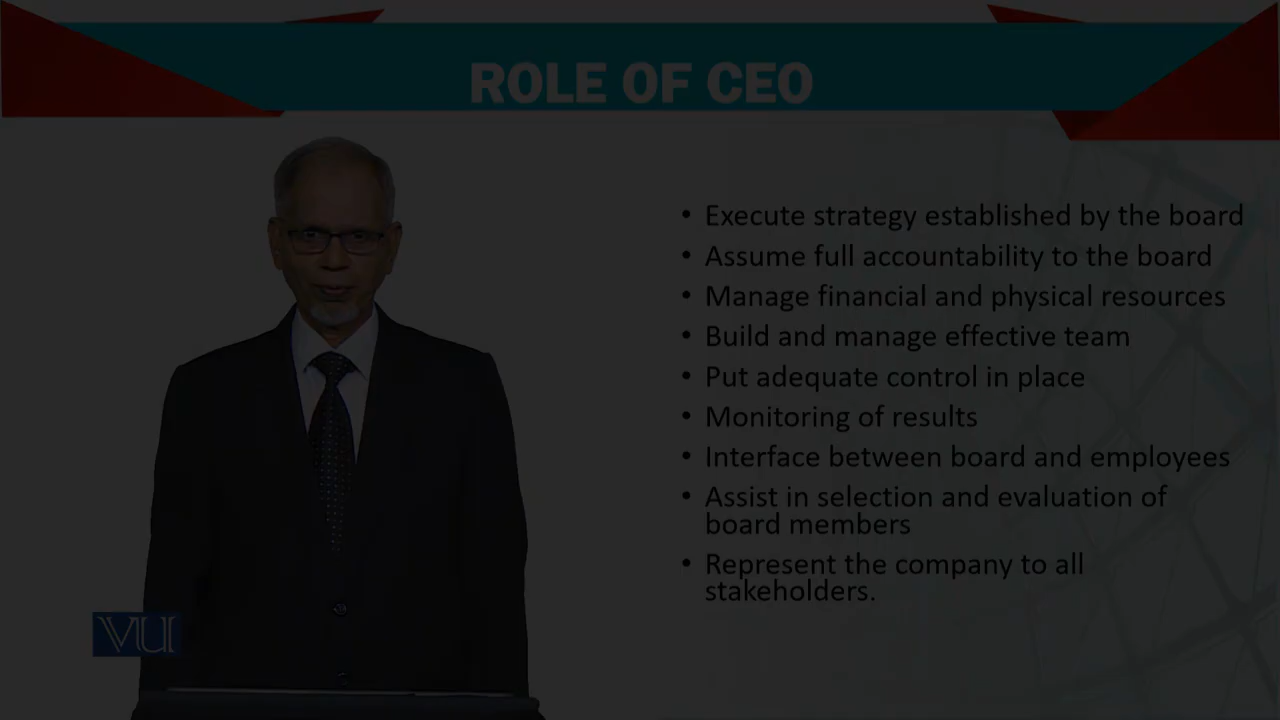 ROLE OF CEO
• Execute strategy established by the board
• Assume full accountability to the board
• Manage financial and physical resources
• Build and manage effective team
• Put adequate control in place
• Monitoring of results
• Interface between board and employees
• Assist in selection and evaluation of
board members
• Represent the company to all
stakeholders.
VU